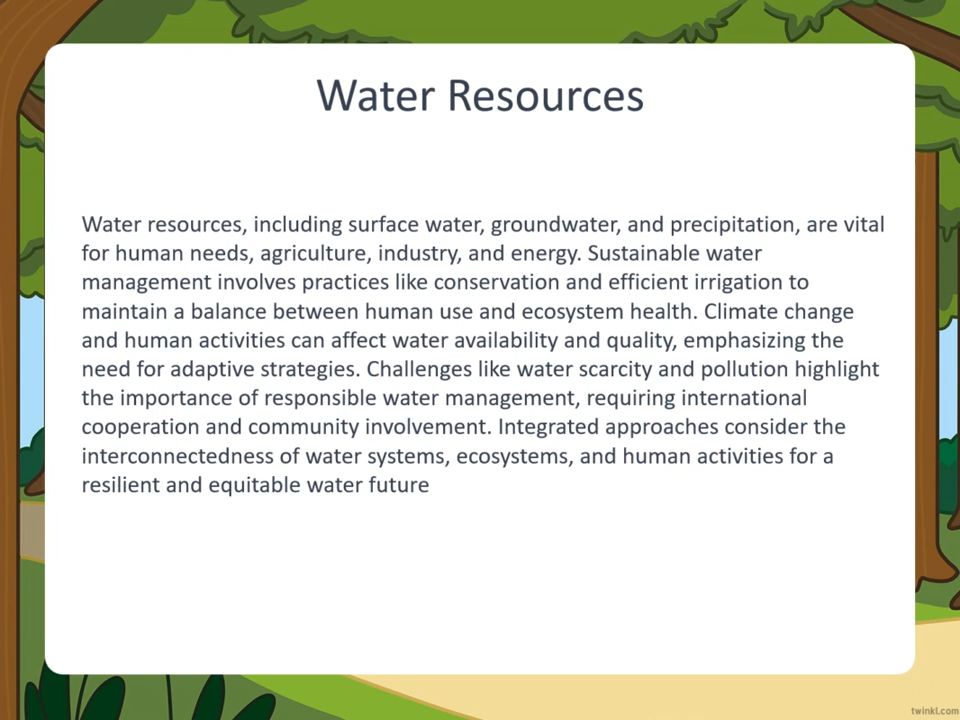 Water Resources
Water resources, including surface water, groundwater, and precipitation, are vital
for human needs, agriculture, industry, and energy. Sustainable water
management involves practices like conservation and efficient irrigation to
maintain a balance between human use and ecosystem health. Climate change
and human activities can affect water availability and quality, emphasizing the
need for adaptive strategies. Challenges like water scarcity and pollution highlight
the importance of responsible water management, requiring international
cooperation and community involvement. Integrated approaches consider the
interconnectedness of water systems, ecosystems, and human activities for a
resilient and equitable water future
twinkl.com